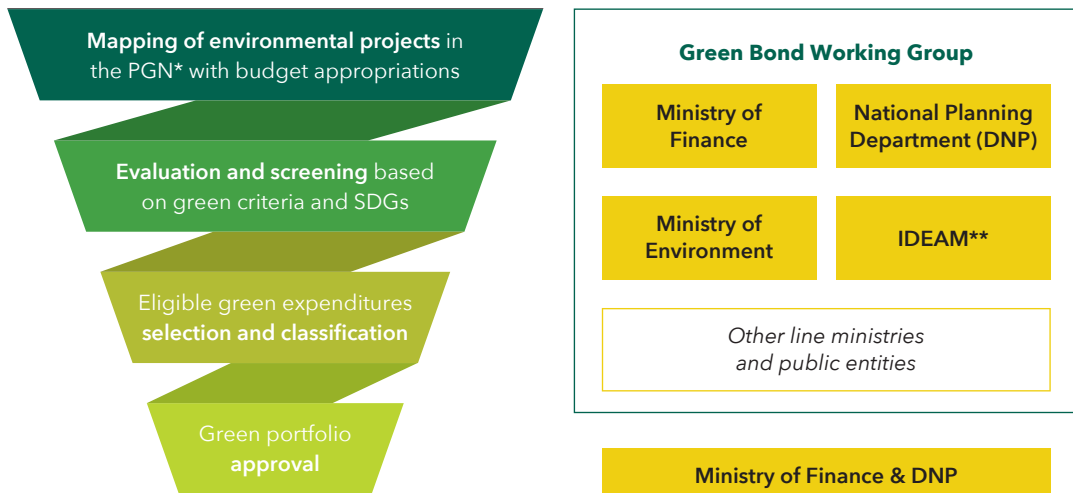 Mapping of environmental projects in
the PGN* with budget appropriations
Evaluation and screening based
on green criteria and SDGs
Eligible green expenditures
selection and classification
Green portfolio
approval
Green Bond Working Group
Ministry of
Finance
National Planning
Department (DNP)
Ministry of
Environment
IDEAM**
Other line ministries
and public entities
Ministry of Finance & DNP